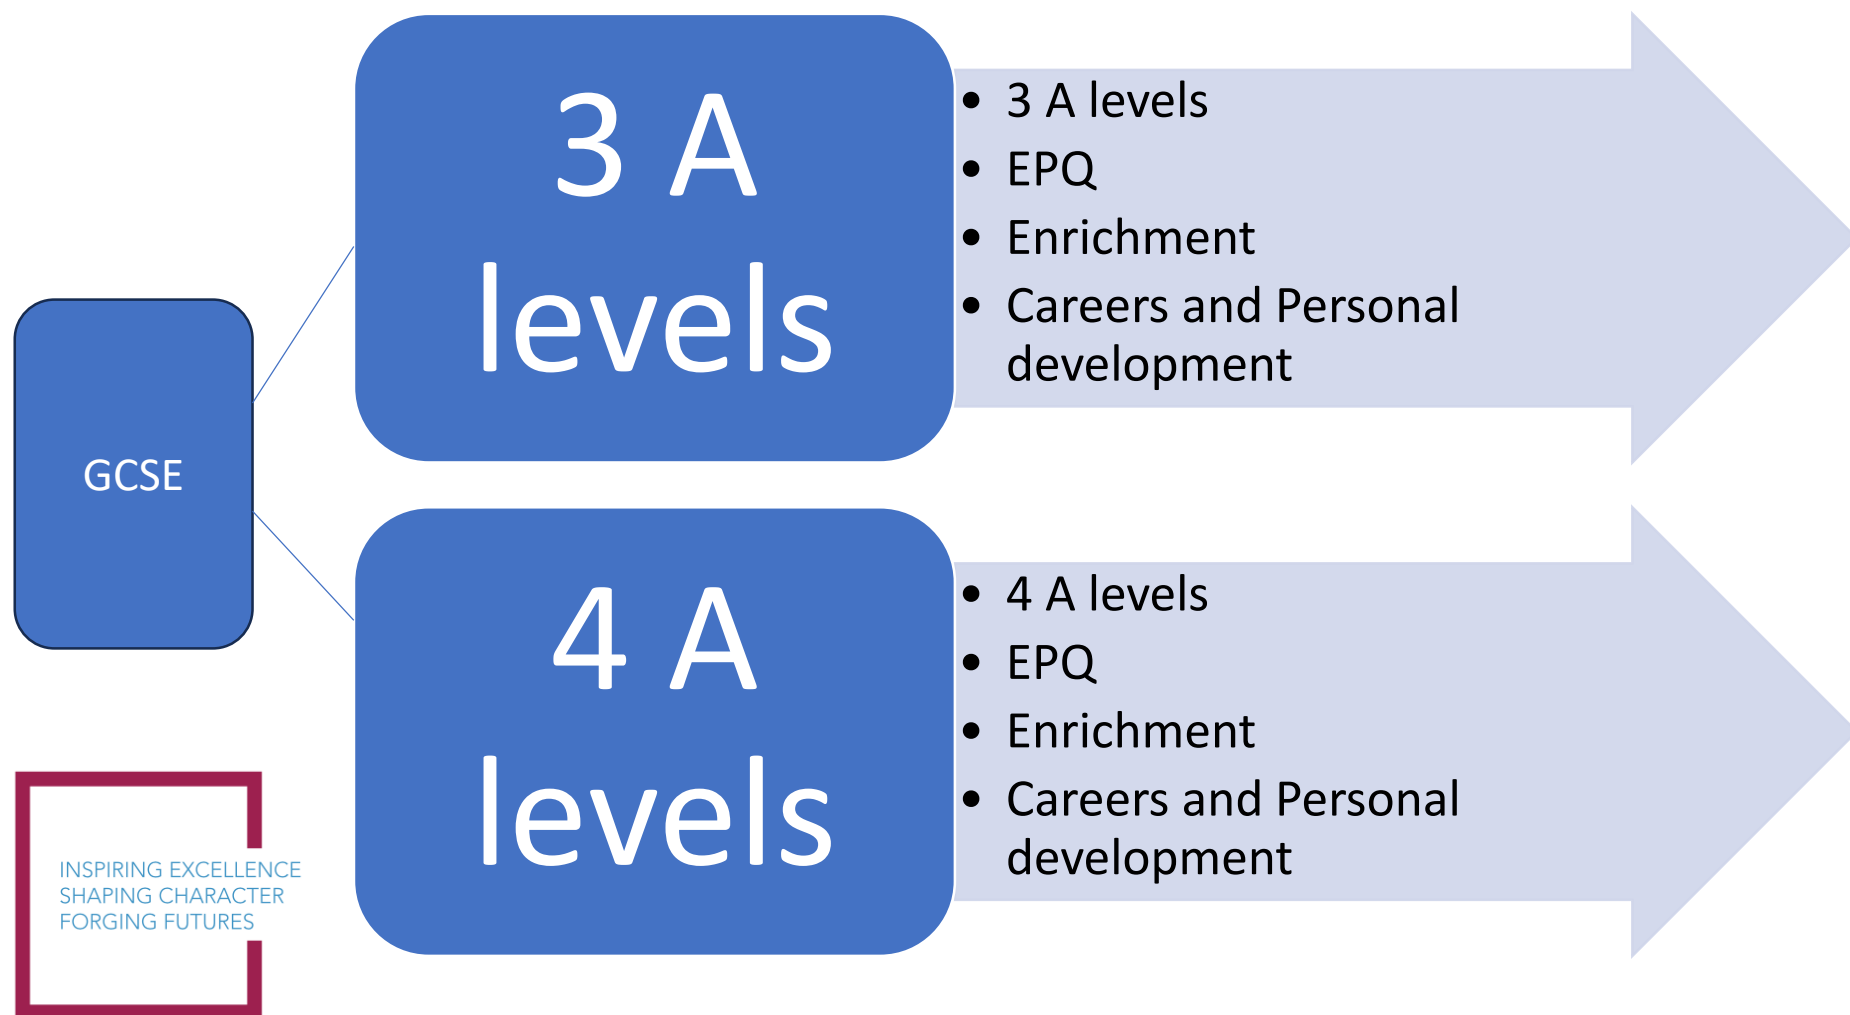 GCSE
3 A
levels
• 3 A levels
• EPQ
• Enrichment
• Careers and Personal
development
4 A
levels
• 4 A levels
• EPQ
• Enrichment
• Careers and Personal
development
INSPIRING EXCELLENCE
SHAPING CHARACTER
FORGING FUTURES